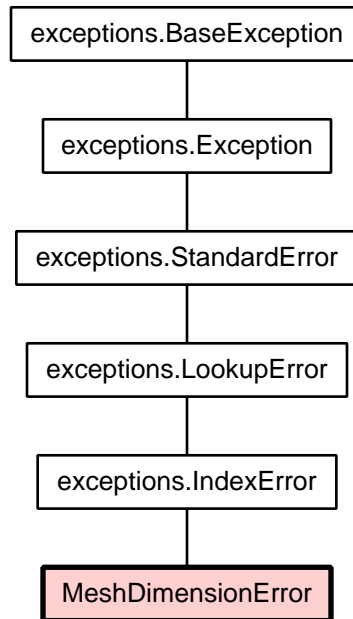 exceptions.BaseException
exceptions.Exception
exceptions.StandardError
exceptions.LookupError
exceptions.IndexError
MeshDimensionError